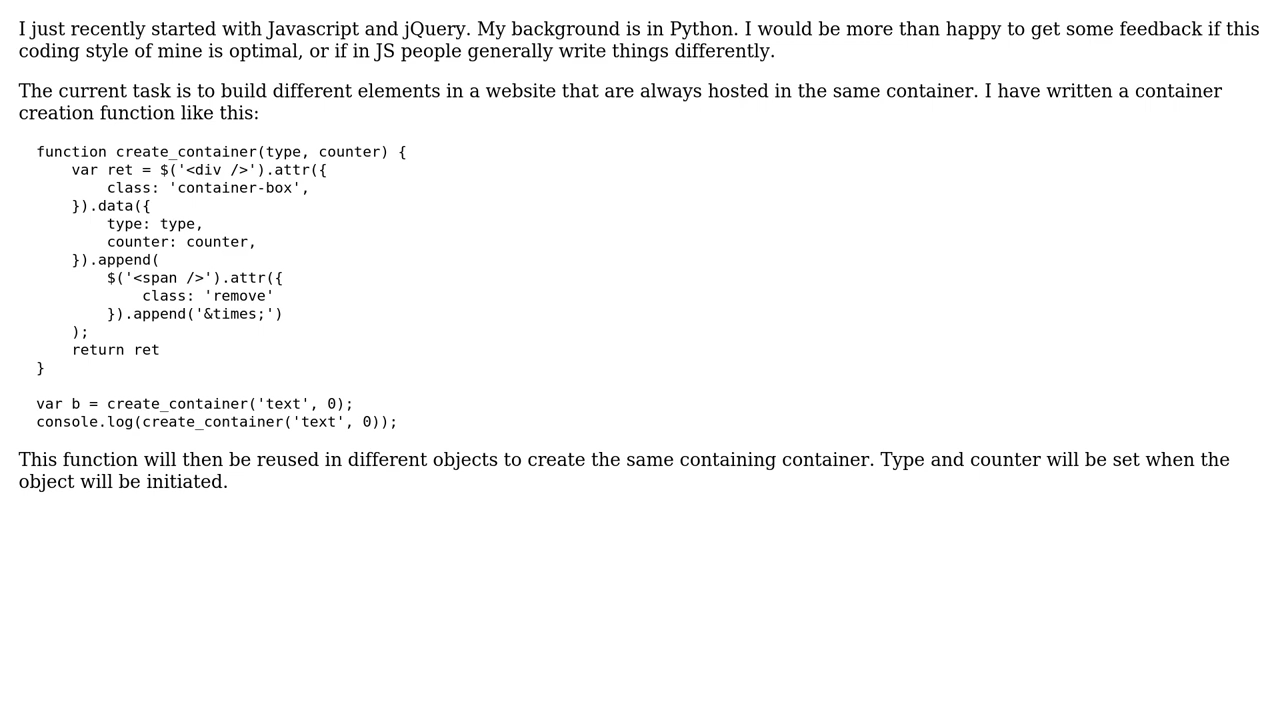 I just recently started with Javascript and jQuery. My background is in Python. I would be more than happy to get some feedback if this
coding style of mine is optimal, or if in JS people generally write things differently.
The current task is to build different elements in a website that are always hosted in the same container. I have written a container
creation function like this:
function create_container(type, counter) {
    var ret = $('<div />').attr({
        class: 'container-box',
    }).data({
        type: type,
        counter: counter,
    }).append(
        $('<span />').attr({
            class: 'remove'
        }).append('&times;')
    );
    return ret
}
var b = create_container('text', 0);
console.log(create_container('text', 0));
This function will then be reused in different objects to create the same containing container. Type and counter will be set when the
object will be initiated.